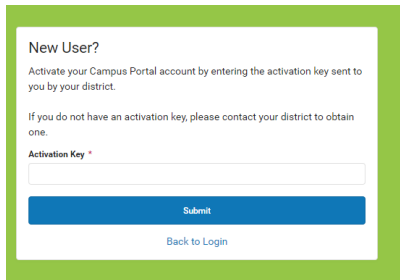 New User?
Activate your Campus Portal account by entering the activation key sent to
you by your district.
If you do not have an activation key, please contact your district to obtain
one.
Activation Key *
Submit
Back to Login